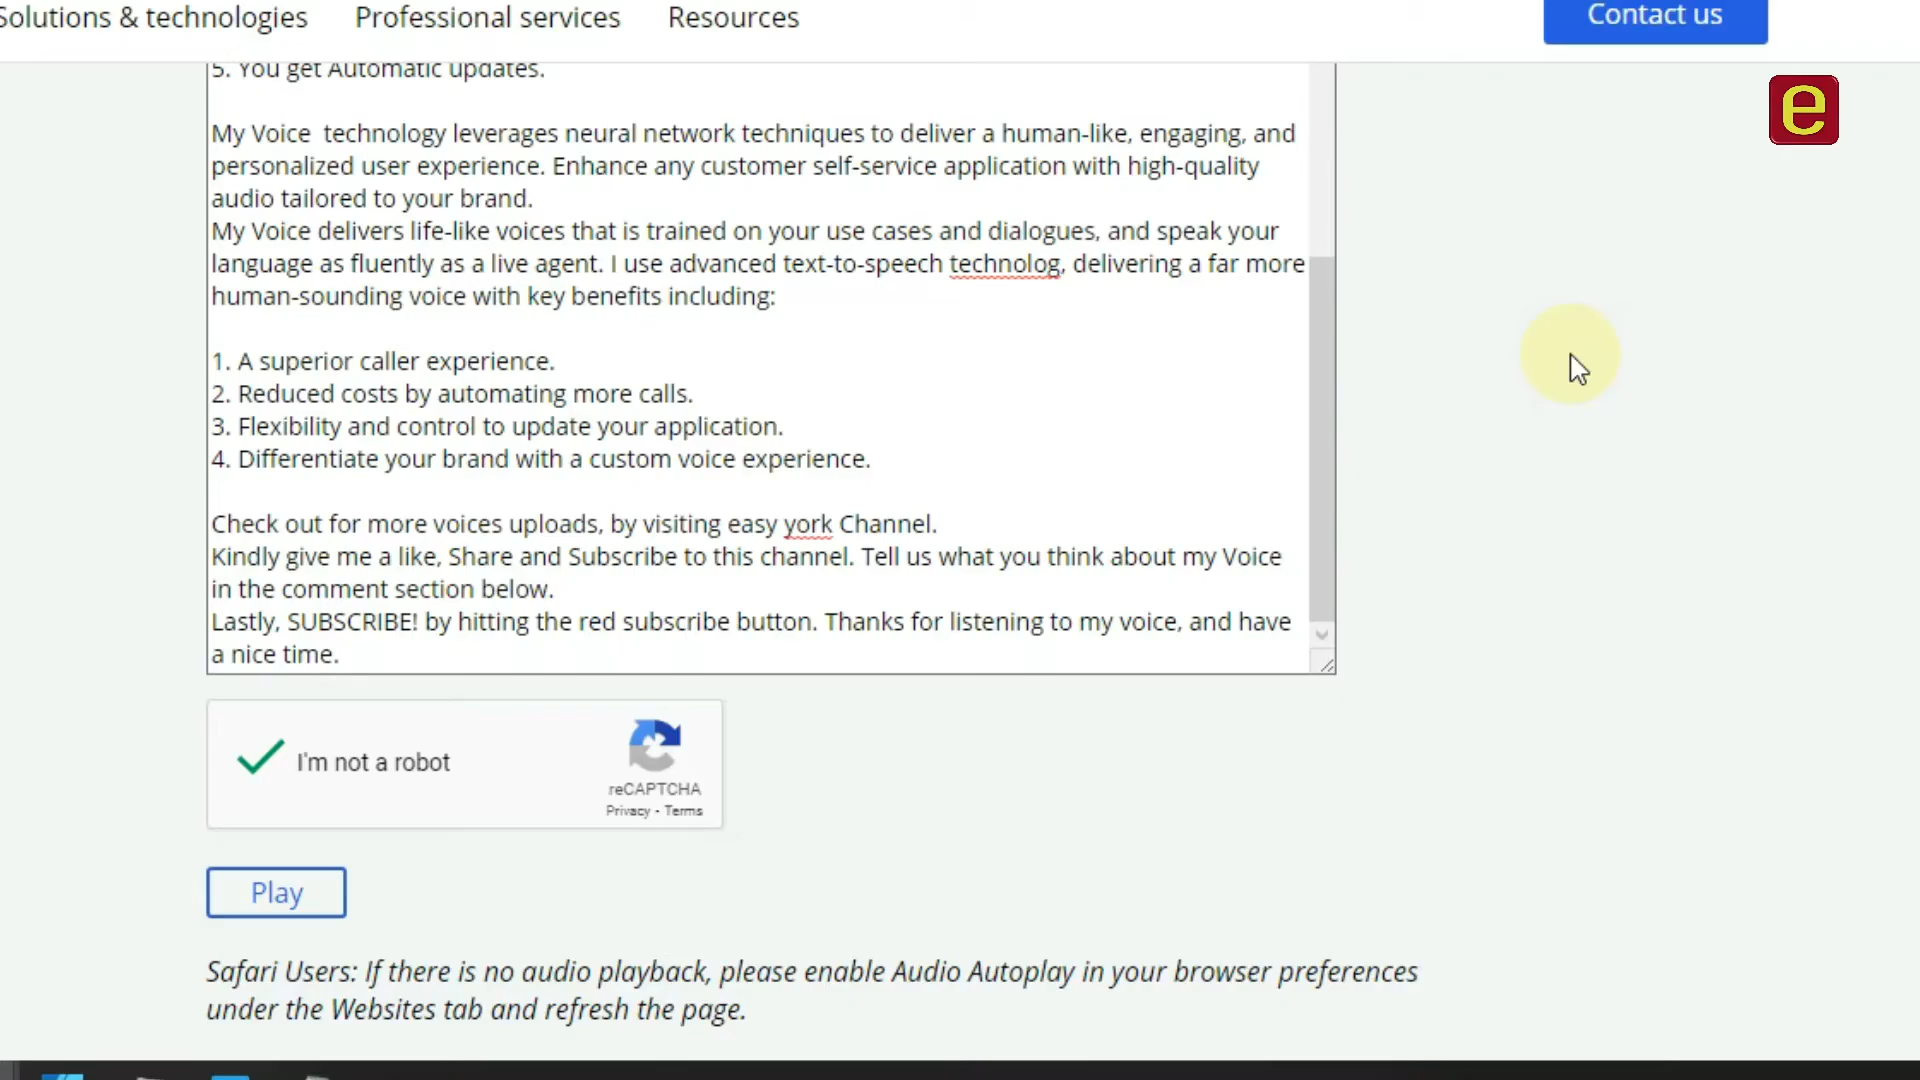 Solutions & technologies Professional services Resources Contact us
5. You get Automatic updates.
e
My Voice  technology leverages neural network techniques to deliver a human-like, engaging, and
personalized user experience. Enhance any customer self-service application with high-quality
audio tailored to your brand.
My Voice delivers life-like voices that is trained on your use cases and dialogues, and speak your
language as fluently as a live agent. I use advanced text-to-speech technolog, delivering a far more
human-sounding voice with key benefits including:
1. A superior caller experience.
2. Reduced costs by automating more calls.
3. Flexibility and control to update your application.
4. Differentiate your brand with a custom voice experience.
Check out for more voices uploads, by visiting easy york Channel.
Kindly give me a like, Share and Subscribe to this channel. Tell us what you think about my Voice
in the comment section below.
Lastly, SUBSCRIBE! by hitting the red subscribe button. Thanks for listening to my voice, and have
a nice time.
I'm not a robot
reCAPTCHA
Privacy - Terms
Play
Safari Users: If there is no audio playback, please enable Audio Autoplay in your browser preferences
under the Websites tab and refresh the page.